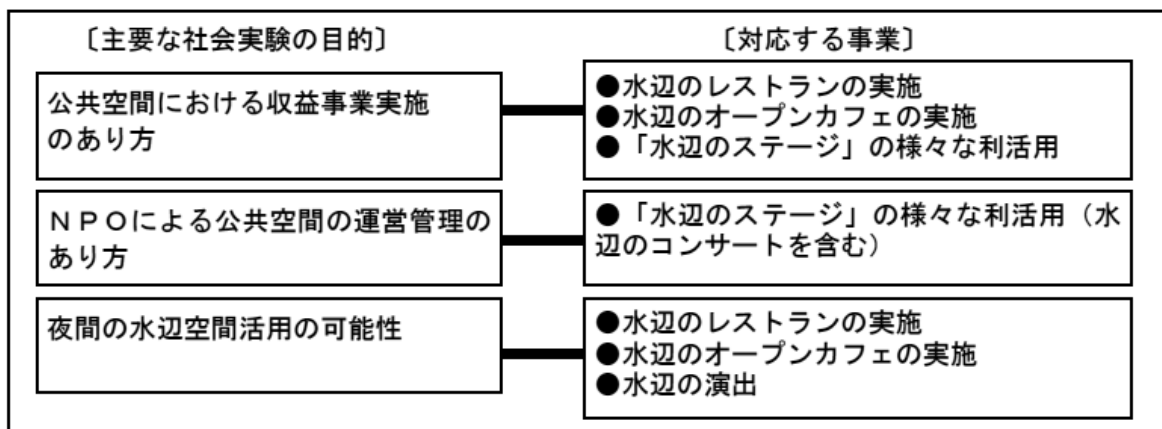 〔主要な社会実験の目的〕
〔対応する事業〕
公共空間における収益事業実施
のあり方
●水辺のレストランの実施
●水辺のオープンカフェの実施
●「水辺のステージ」の様々な利活用
ＮＰＯによる公共空間の運営管理の
あり方
●「水辺のステージ」の様々な利活用（水
辺のコンサートを含む）
夜間の水辺空間活用の可能性
●水辺のレストランの実施
●水辺のオープンカフェの実施
●水辺の演出